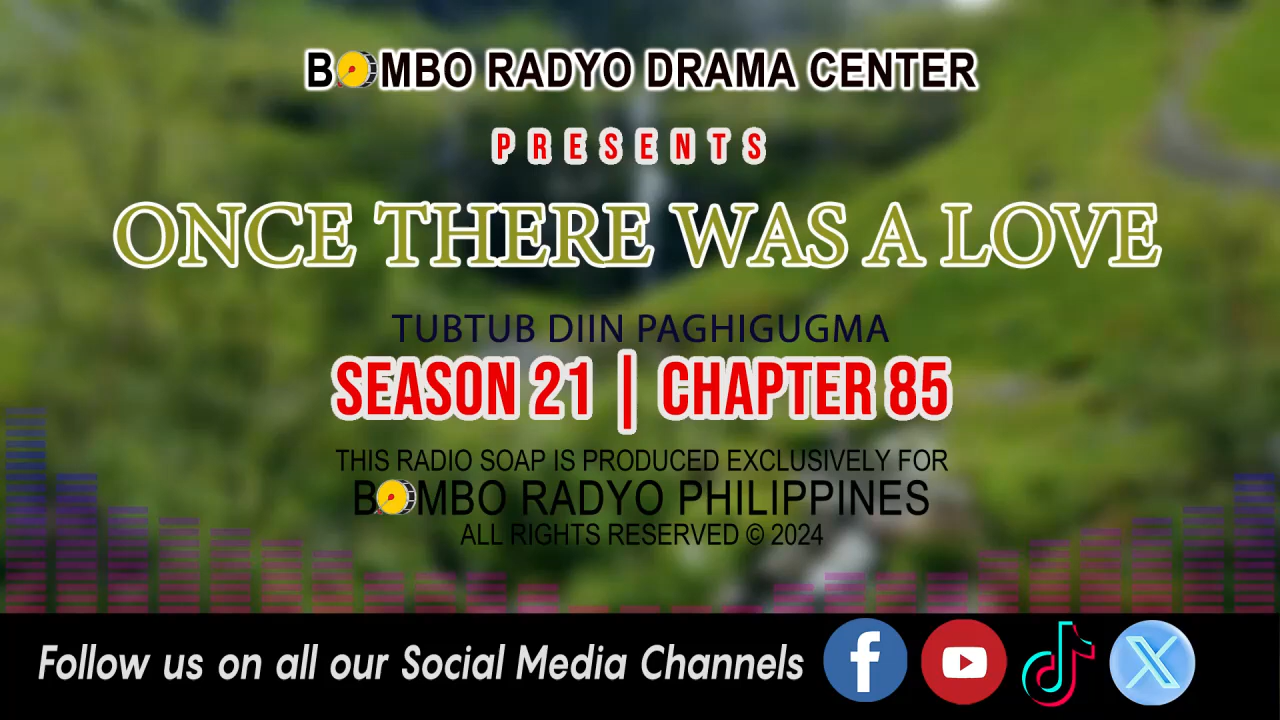 BOMBO RADYO DRAMA CENTER
PRESENTS
ONCE THERE WAS A LOVE
TUBTUB DIIN PAGHIGUGMA
SEASON 21 | CHAPTER 85
THIS RADIO SOAP IS PRODUCED EXCLUSIVELY FOR
BOMBO RADYO PHILIPPINES
ALL RIGHTS RESERVED © 2024
Follow us on all our Social Media Channels